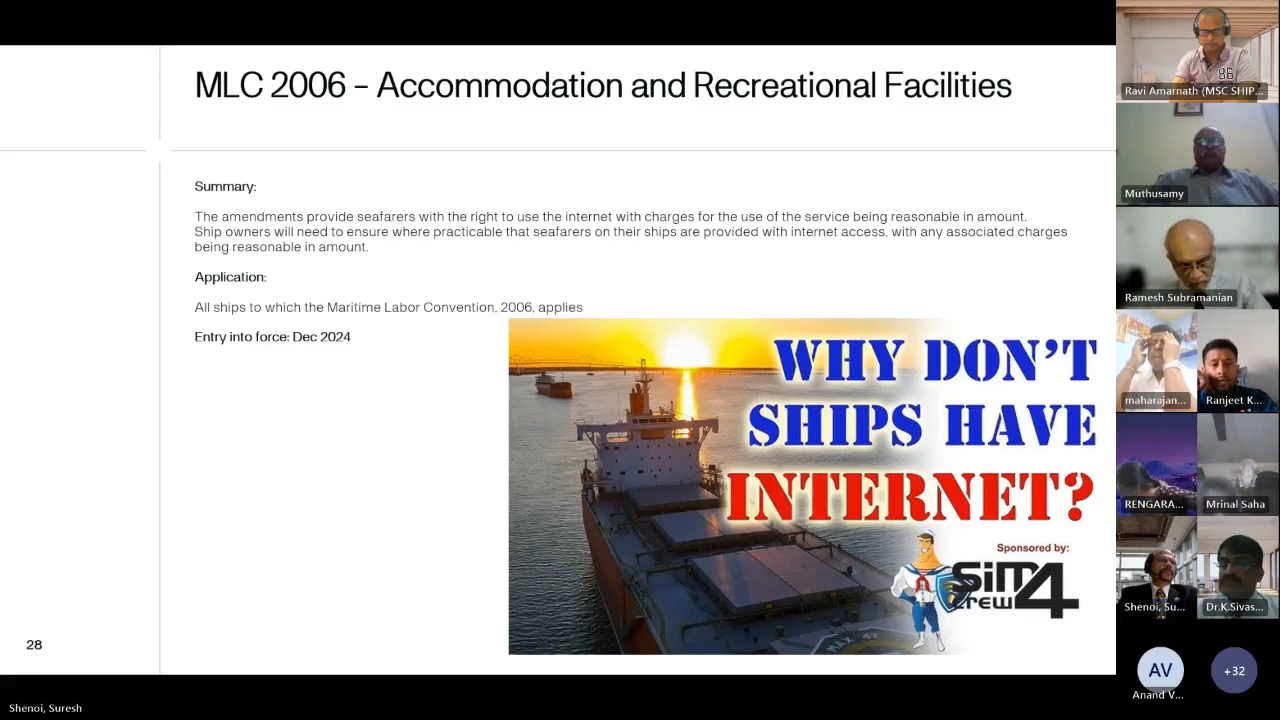 MLC 2006 – Accommodation and Recreational Facilities
Summary:
The amendments provide seafarers with the right to use the internet with charges for the use of the service being reasonable in amount.
Ship owners will need to ensure where practicable that seafarers on their ships are provided with internet access, with any associated charges
being reasonable in amount.
Application:
All ships to which the Maritime Labor Convention, 2006, applies
Entry into force: Dec 2024
WHY DON'T
SHIPS HAVE
INTERNET?
Sponsored by:
SiM4
CREW
28
Shenoi, Suresh
86
Ravi Amarnath (MSC SHIP...
Muthusamy
Ramesh Subramanian
maharajan...
Ranjeet K...
RENGARA...
Mrinal Saha
Shenoi, Su...
Dr.K.Sivas...
AV
Anand V...
+32